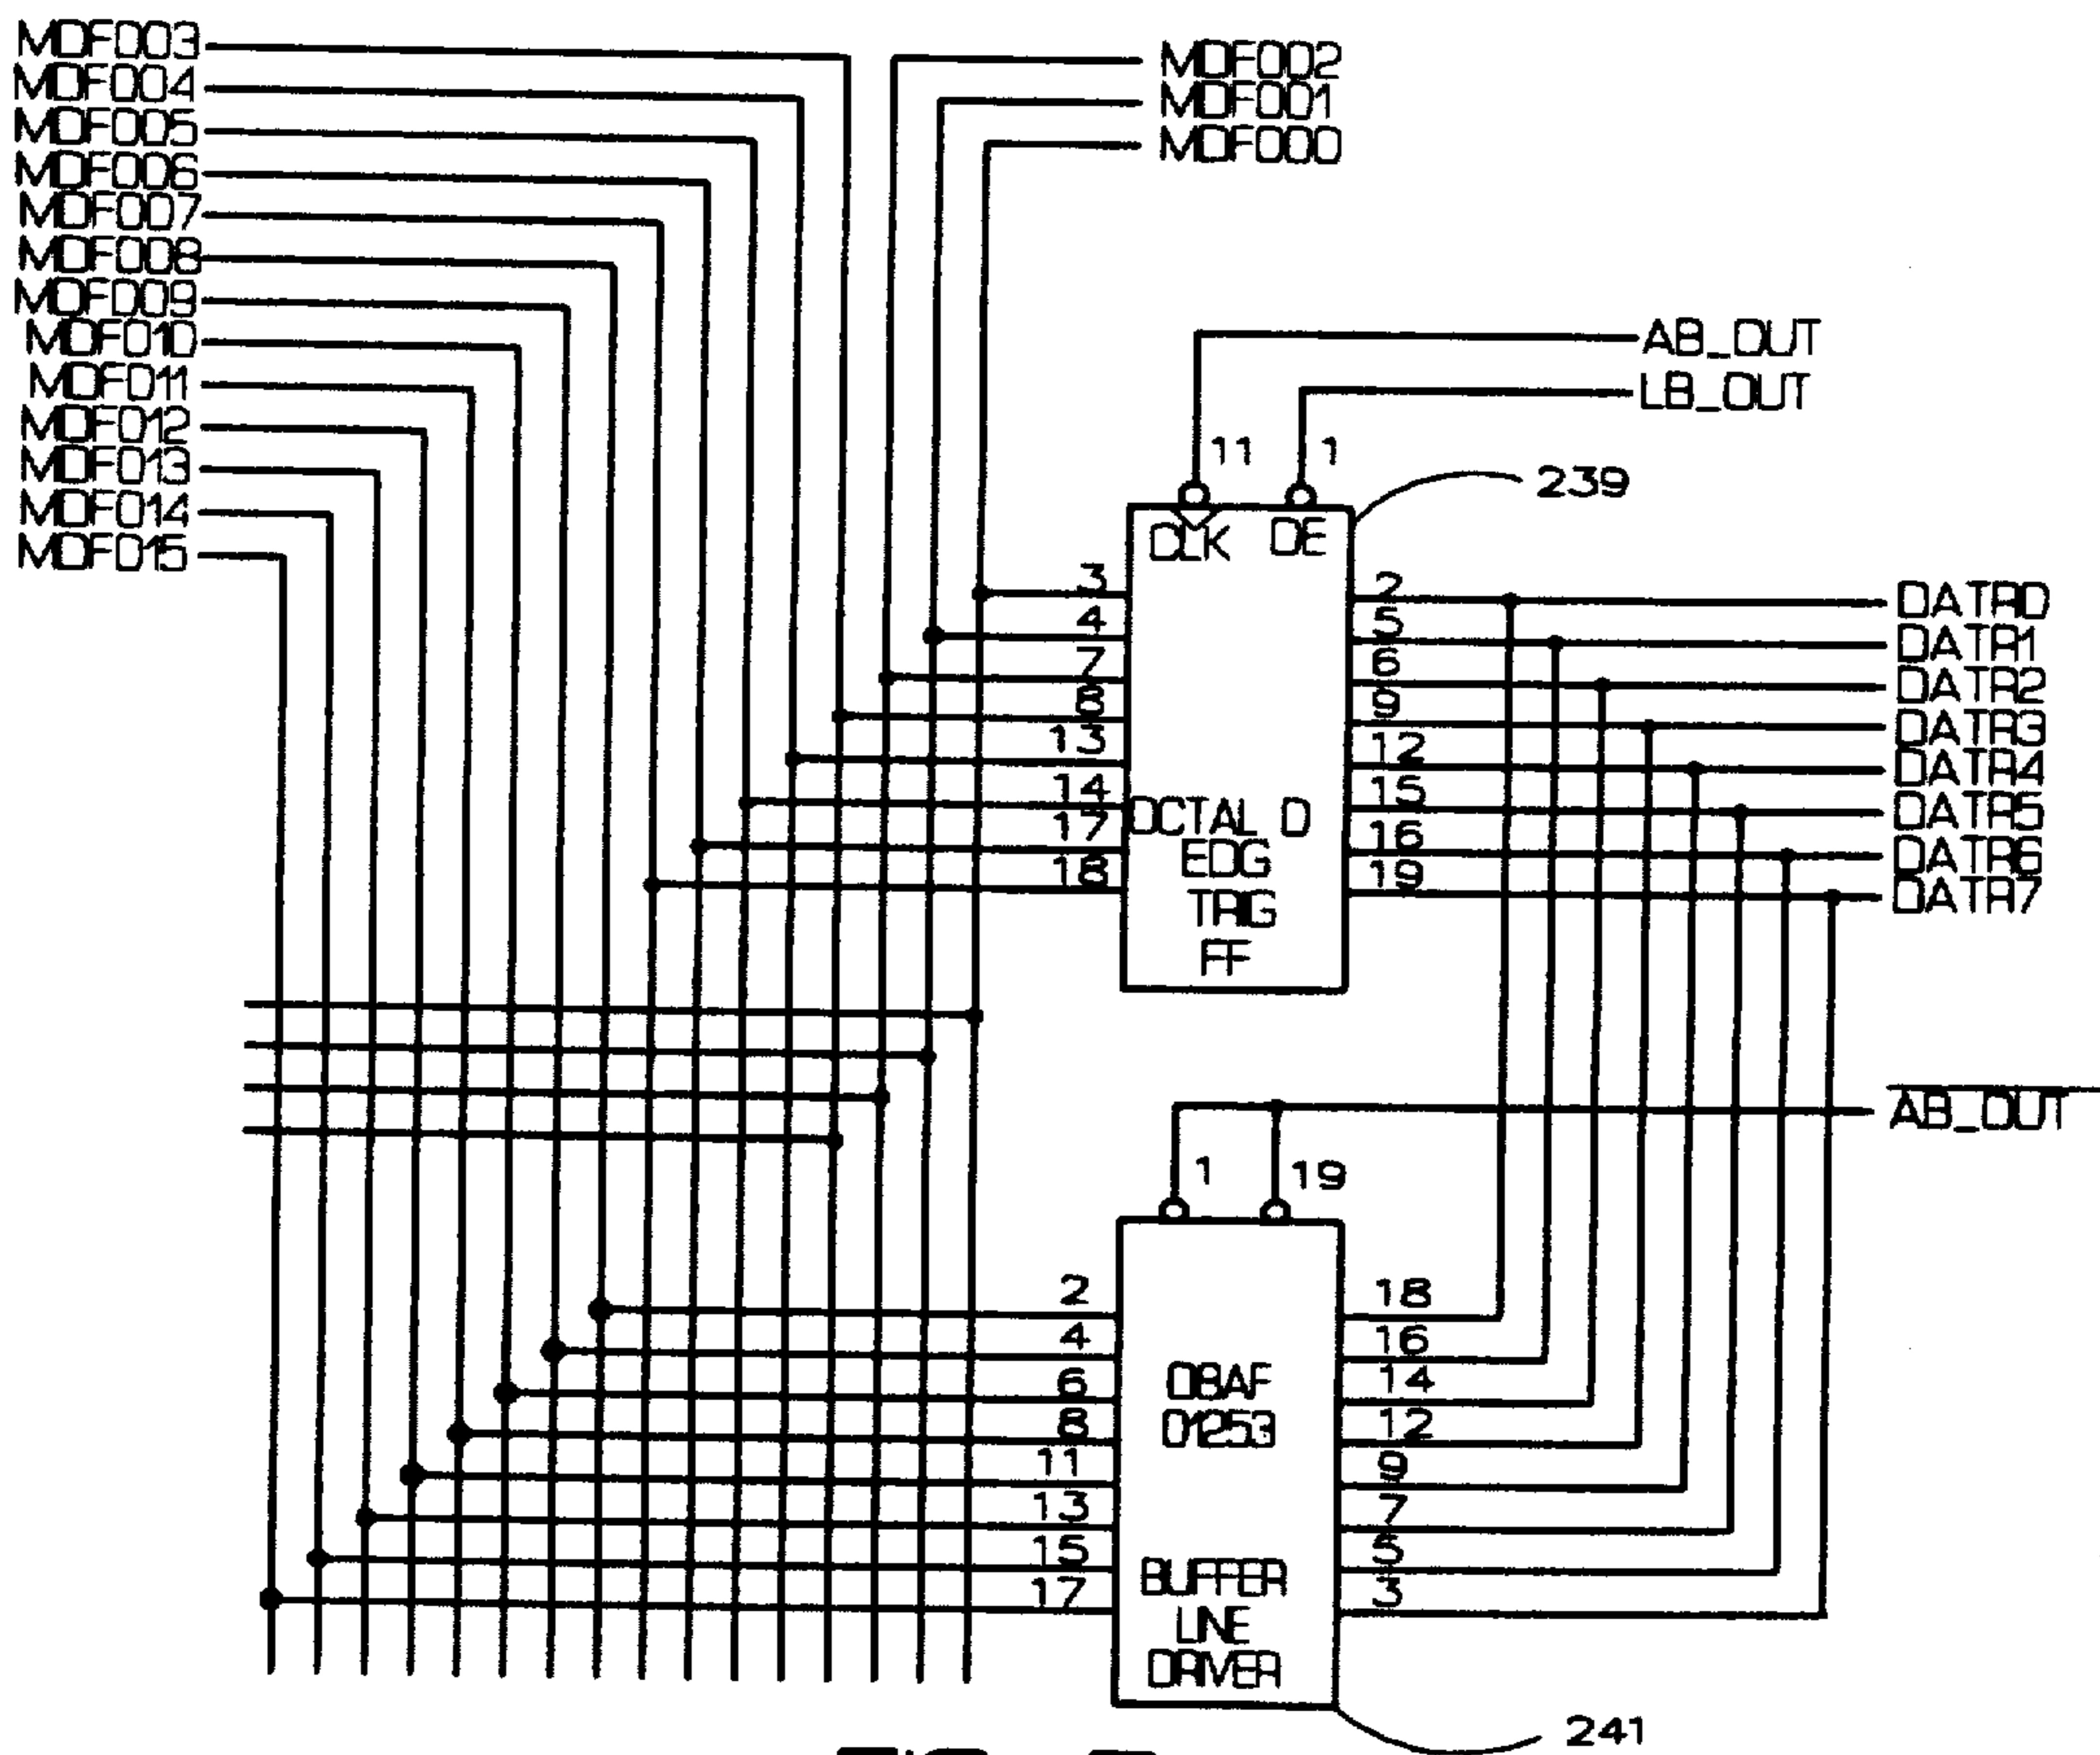 MDF003
MDF004
MDF005
MDF006
MDF007
MDF008
MDF009
MDF010
MDF011
MDF012
MDF013
MDF014
MDF015
MDF002
MDF001
MDF000
AB_OUT
LB_OUT
11
1
239
CLK OE
3
4
7
8
13
14
17
18
OCTAL D
EDG
TRIG
FF
2
5
6
9
12
15
16
19
DATR0
DATR1
DATR2
DATR3
DATR4
DATR5
DATR6
DATR7
AB_OUT
1
19
2
4
6
8
11
13
15
17
08AF
01253
BUFFER
LINE
DRIVER
18
16
14
12
9
7
5
3
241